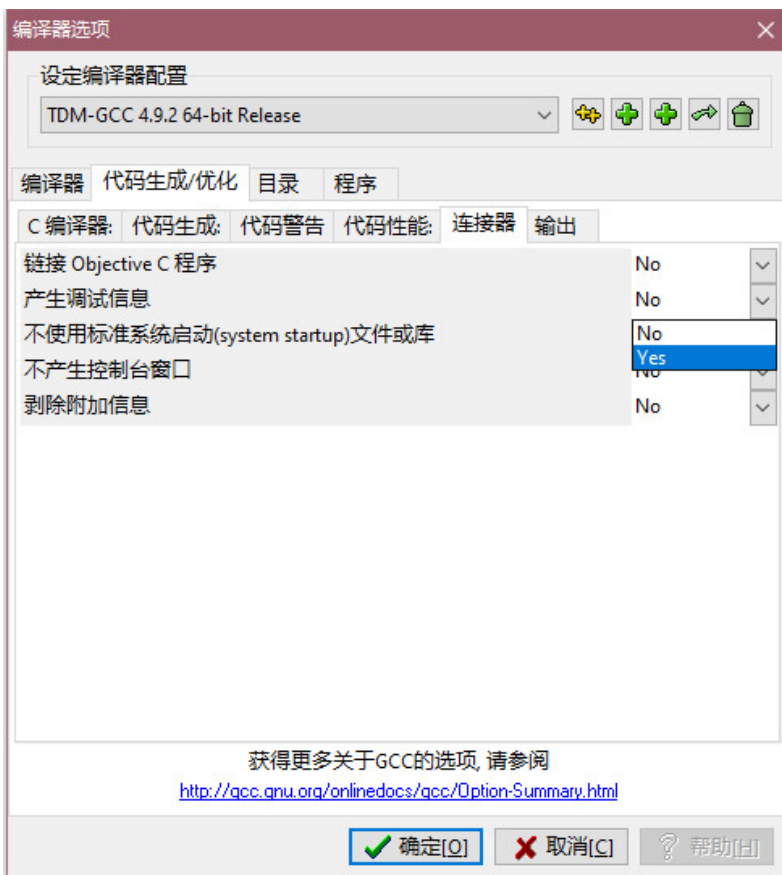 编译器选项
设定编译器配置
TDM-GCC 4.9.2 64-bit Release
编译器 代码生成/优化 目录 程序
C 编译器: 代码生成: 代码警告 代码性能: 连接器 输出
链接 Objective C 程序 No
产生调试信息 No
不使用标准系统启动(system startup)文件或库 No
Yes
不产生控制台窗口 No
剥除附加信息 No
获得更多关于GCC的选项, 请参阅
http://gcc.gnu.org/onlinedocs/gcc/Option-Summary.html
确定[O] 取消[C] 帮助[H]